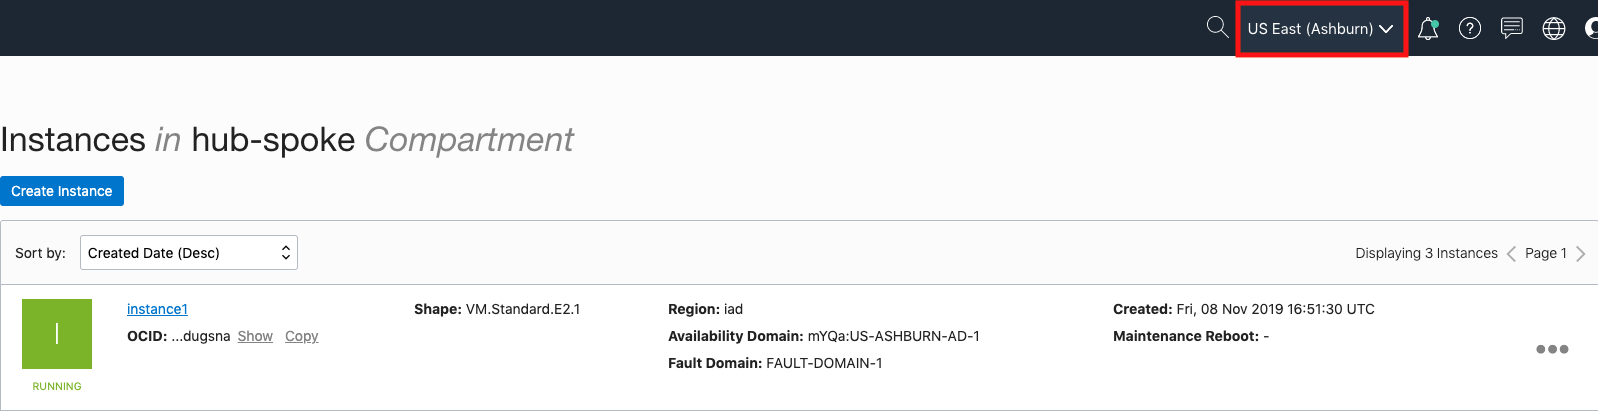 US East (Ashburn)
Instances in hub-spoke Compartment
Create Instance
Sort by: Created Date (Desc) Displaying 3 Instances Page 1
I instance1 Shape: VM.Standard.E2.1 Region: iad Created: Fri, 08 Nov 2019 16:51:30 UTC
OCID: ...dugsna Show Copy Availability Domain: mYQa:US-ASHBURN-AD-1 Maintenance Reboot: -
Fault Domain: FAULT-DOMAIN-1
RUNNING